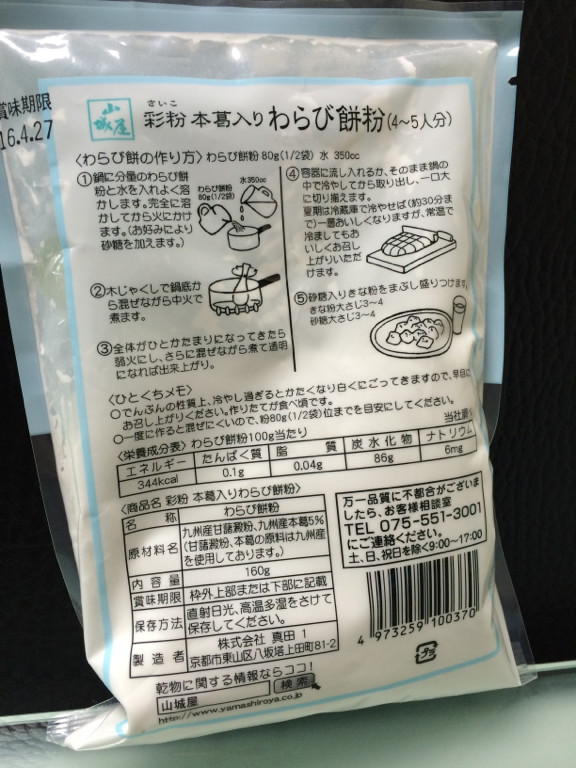 賞味期限
16.4.27
山城屋
さいこ
彩粉 本葛入り わらび餅粉(4~5人分)
〈わらび餅の作り方〉わらび餅粉 80g(1/2袋) 水 350cc
①鍋に分量のわらび餅
粉と水を入れよく溶
かします。完全に溶
かしてから火にかけ
ます。(お好みにより
砂糖を加えます。)
わらび餅粉
80g(1/2袋)
水350cc
②木じゃくしで鍋底か
ら混ぜながら中火で
煮ます。
③全体がひとかたまりになってきたら
弱火にし、さらに混ぜながら煮て透明
になれば出来上がり。
④容器に流し入れるか、そのまま鍋の
中で冷やしてから取り出し、一口大
に切り揃えます。
夏期は冷蔵庫で冷やせば(約30分ま
で)一層おいしくなりますが、常温で
冷ましてもお
いしくお召し
上がりいただ
けます。
⑤砂糖入りきな粉をまぶし盛りつけます。
きな粉大さじ3~4
砂糖大さじ3~4
〈ひとくちメモ〉
○でんぷんの性質上、冷やし過ぎるとかたくなり白くにごってきますので、早目に
お召し上がりください。作りたてが食べ頃です。
○一度に作ると混ぜにくいので、粉80g(1/2袋)位までを目安にしてください。
〈栄養成分表〉わらび餅粉100g当たり
当社調
エネルギー たんぱく質 脂質 炭水化物 ナトリウム
344kcal 0.1g 0.04g 86g 6mg
〈商品名 彩粉 本葛入りわらび餅粉〉
名称 わらび餅粉
原材料名 九州産甘藷澱粉、九州産本葛5%
(甘藷澱粉、本葛の原料は九州産
を使用しております。)
内容量 160g
賞味期限 枠外上部または下部に記載
保存方法 直射日光、高温多湿をさけて
保存してください。
製造者 株式会社 真田 1
京都市東山区八坂塔上田町81-2
万一品質に不都合がございま
したら、お客様相談室
TEL 075-551-3001
にご連絡ください。
土、日、祝日を除く9:00~17:00
4 973259 100370
プラ
乾物に関する情報ならココ!
山城屋 検索
http://www.yamashiroya.co.jp